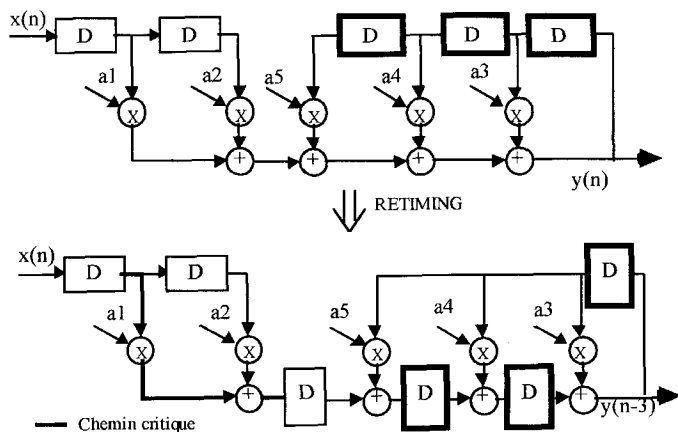 x(n)
D
D
D
D
D
a1
a2
a5
a4
a3
X
X
X
X
X
+
+
+
+
y(n)
RETIMING
x(n)
D
D
D
a1
a2
a5
a4
a3
X
X
X
X
X
+
D
+
D
+
D
+
y(n-3)
Chemin critique